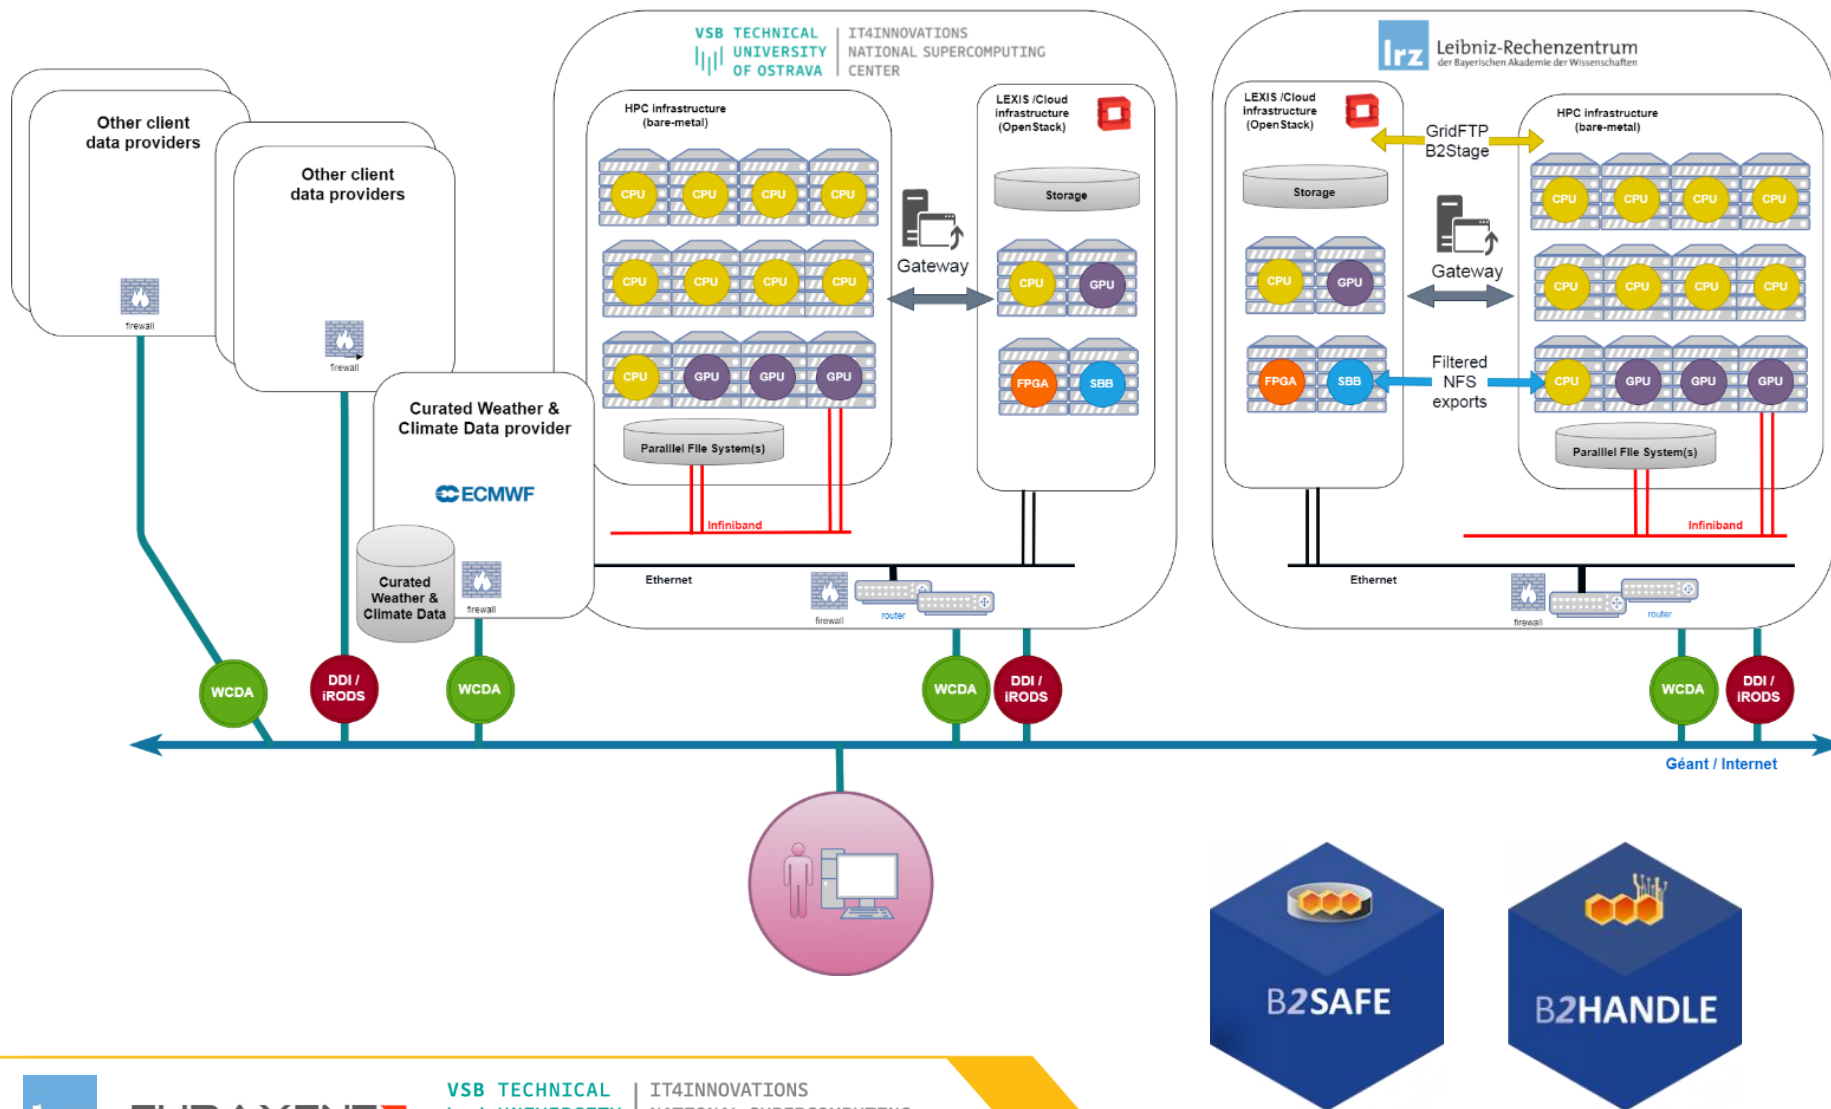 VSB TECHNICAL
UNIVERSITY
OF OSTRAVA
IT4INNOVATIONS
NATIONAL SUPERCOMPUTING
CENTER
lrz
Leibniz-Rechenzentrum
der Bayerischen Akademie der Wissenschaften
Other client
data providers
firewall
Other client
data providers
firewall
Curated Weather &
Climate Data provider
ECMWF
Curated
Weather &
Climate Data
firewall
HPC infrastructure
(bare-metal)
CPU CPU CPU CPU
CPU CPU CPU CPU
CPU GPU GPU GPU
Paralllel File System(s)
Infiniband
Gateway
LEXIS /Cloud
infrastructure
(OpenStack)
Storage
CPU GPU
FPGA SBB
Ethernet
firewall
router
LEXIS /Cloud
infrastructure
(OpenStack)
Storage
CPU GPU
FPGA SBB
GridFTP
B2Stage
Gateway
Filtered
NFS
exports
HPC infrastructure
(bare-metal)
CPU CPU CPU CPU
CPU CPU CPU CPU
CPU GPU GPU GPU
Paralllel File System(s)
Infiniband
Ethernet
firewall
router
WCDA
DDI /
iRODS
WCDA
WCDA
DDI /
iRODS
WCDA
DDI /
iRODS
Géant / Internet
B2SAFE
B2HANDLE
VSB TECHNICAL
UNIVERSITY
IT4INNOVATIONS
NATIONAL SUPERCOMPUTING